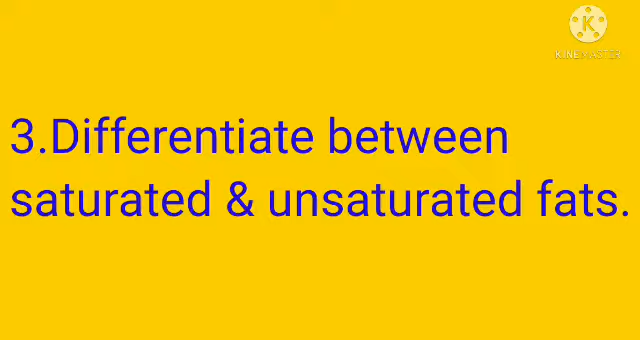 KINEMASTER
3.Differentiate between
saturated & unsaturated fats.